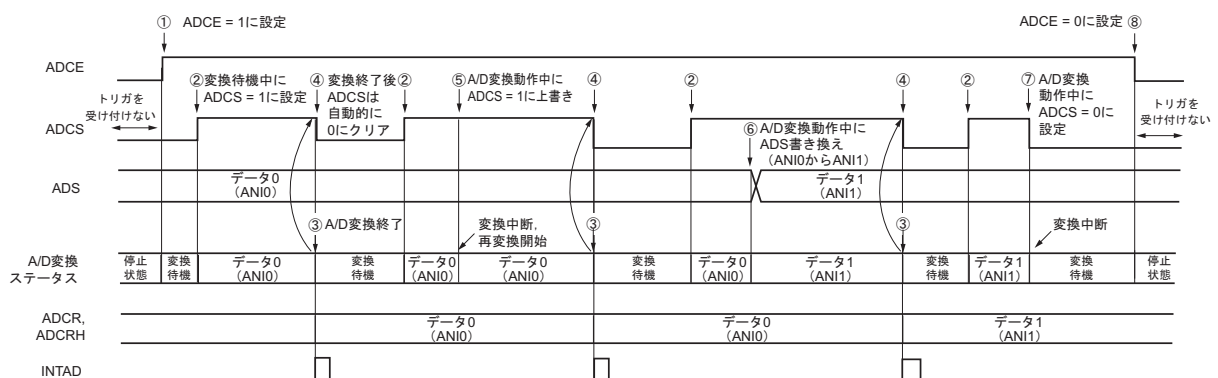 ① ADCE = 1に設定
ADCE = 0に設定 ⑧
ADCE
②変換待機中に
ADCS = 1に設定
④ 変換終了後
ADCSは
自動的に
0にクリア
②
⑤A/D変換動作中に
ADCS = 1に上書き
④
②
④
②
⑦ A/D変換
動作中に
ADCS = 0に
設定
トリガを
受け付けない
トリガを
受け付けない
ADCS
⑥A/D変換動作中に
ADS書き換え
（ANI0からANI1）
ADS
データ0
（ANI0）
データ1
（ANI1）
③A/D変換終了
変換中断，
再変換開始
③
③
変換中断
A/D変換
ステータス
停止
状態
変換
待機
データ0
（ANI0）
変換
待機
データ0
（ANI0）
データ0
（ANI0）
変換
待機
データ0
（ANI0）
データ1
（ANI1）
変換
待機
データ1
（ANI1）
変換
待機
停止
状態
ADCR,
ADCRH
データ0
（ANI0）
データ0
（ANI0）
データ1
（ANI1）
INTAD